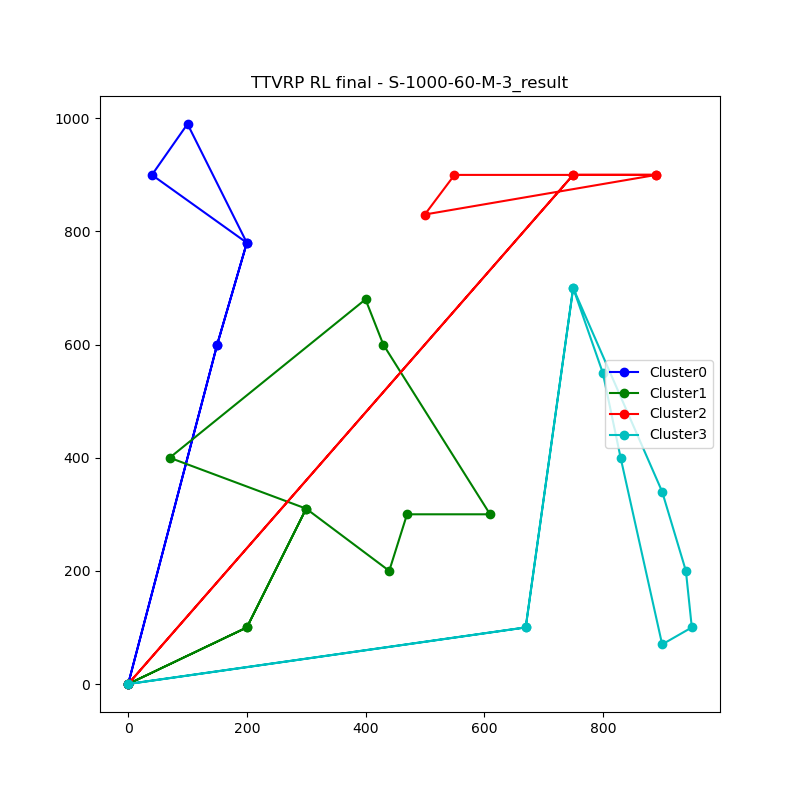 TTVRP RL final - S-1000-60-M-3_result
1000
800
600
400
200
0
Cluster0
Cluster1
Cluster2
Cluster3
0 200 400 600 800